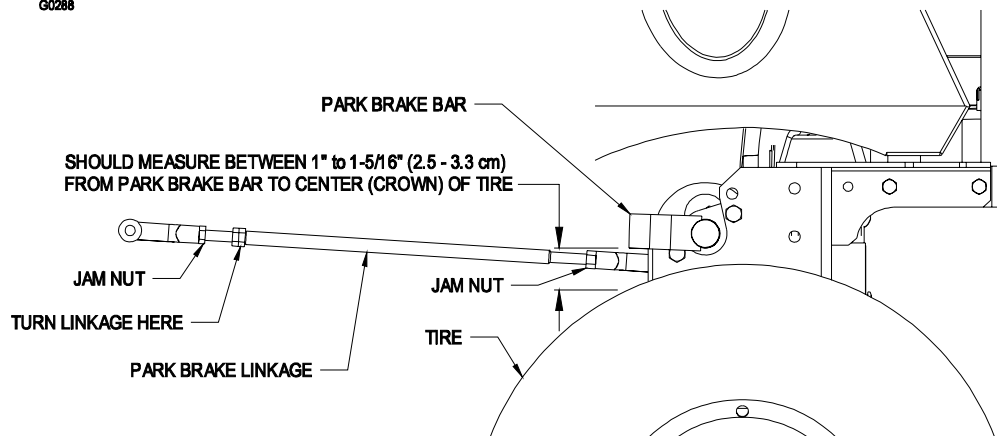 G0288
PARK BRAKE BAR
SHOULD MEASURE BETWEEN 1" to 1-5/16" (2.5 - 3.3 cm)
FROM PARK BRAKE BAR TO CENTER (CROWN) OF TIRE
JAM NUT
JAM NUT
TURN LINKAGE HERE
TIRE
PARK BRAKE LINKAGE